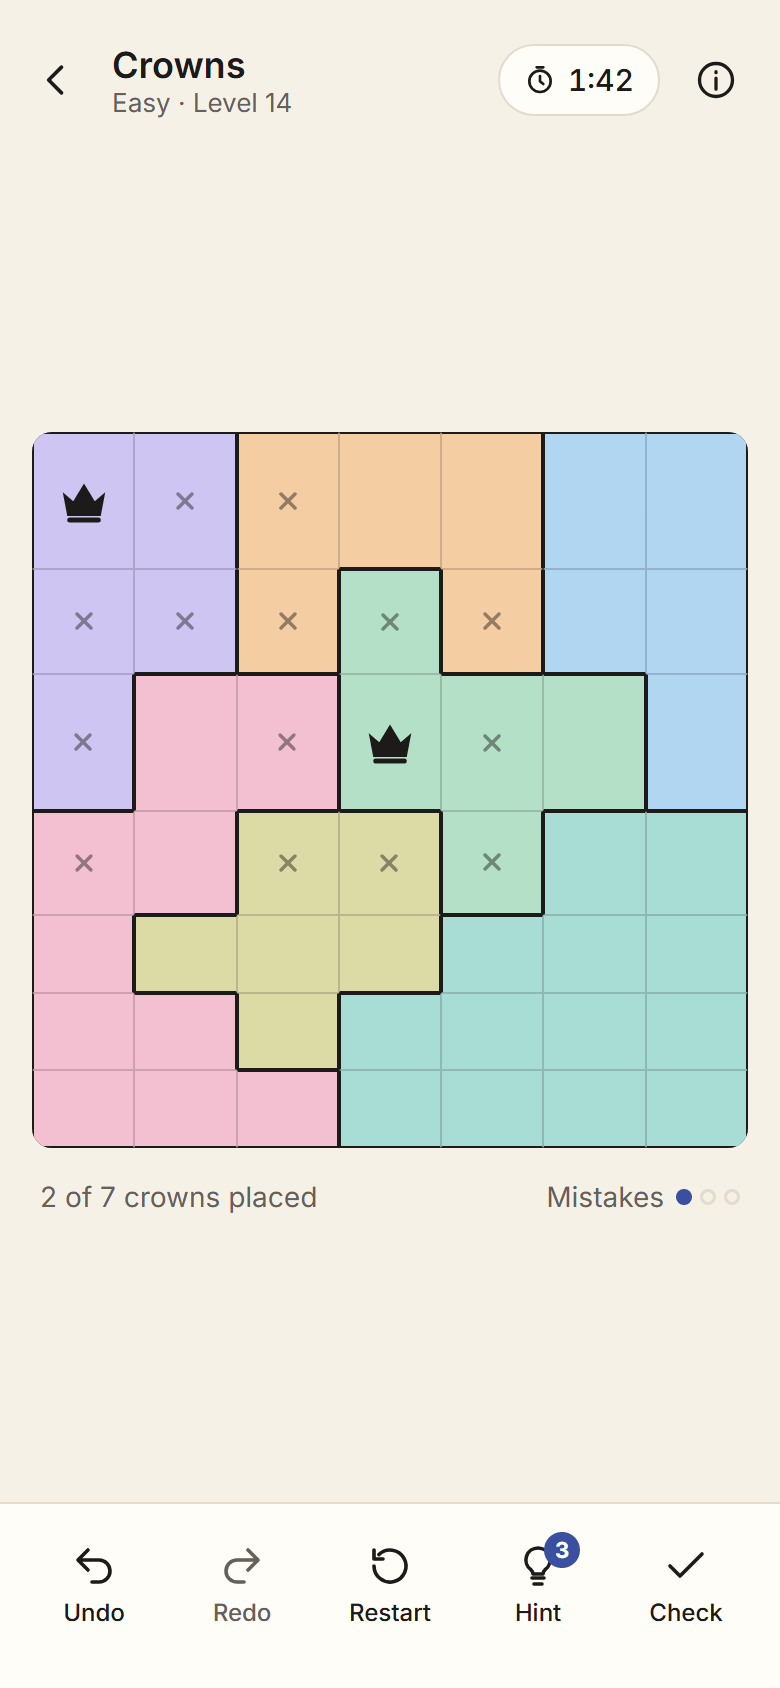 Crowns
Easy · Level 14
1:42
2 of 7 crowns placed
Mistakes
3
Undo
Redo
Restart
Hint
Check